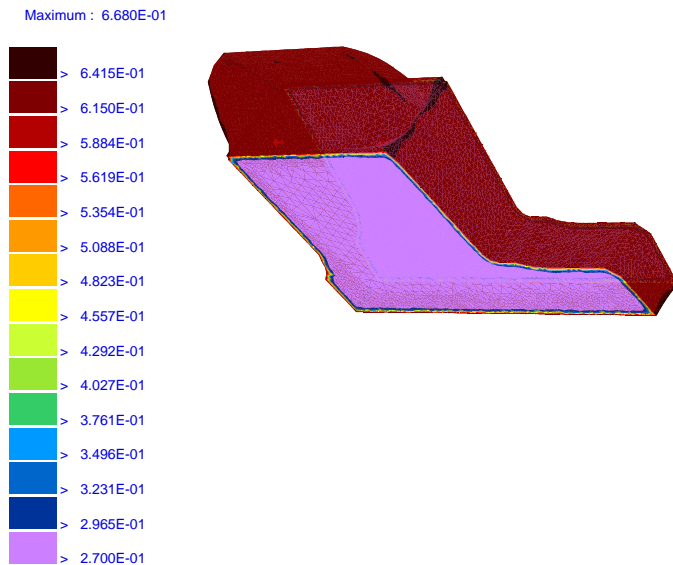 Maximum : 6.680E-01
> 6.415E-01
> 6.150E-01
> 5.884E-01
> 5.619E-01
> 5.354E-01
> 5.088E-01
> 4.823E-01
> 4.557E-01
> 4.292E-01
> 4.027E-01
> 3.761E-01
> 3.496E-01
> 3.231E-01
> 2.965E-01
> 2.700E-01